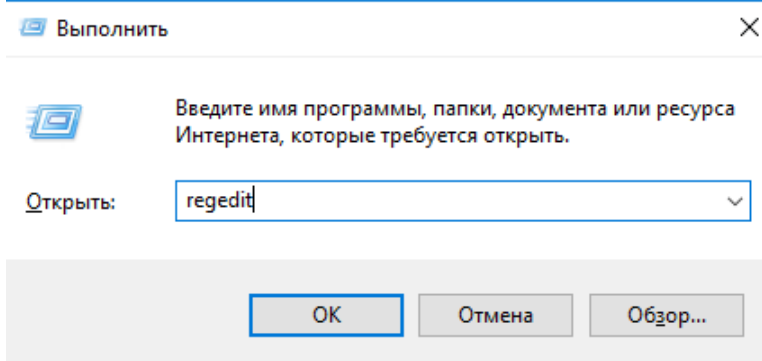 Выполнить
Введите имя программы, папки, документа или ресурса
Интернета, которые требуется открыть.
Открыть: regedit
OK Отмена Обзор...